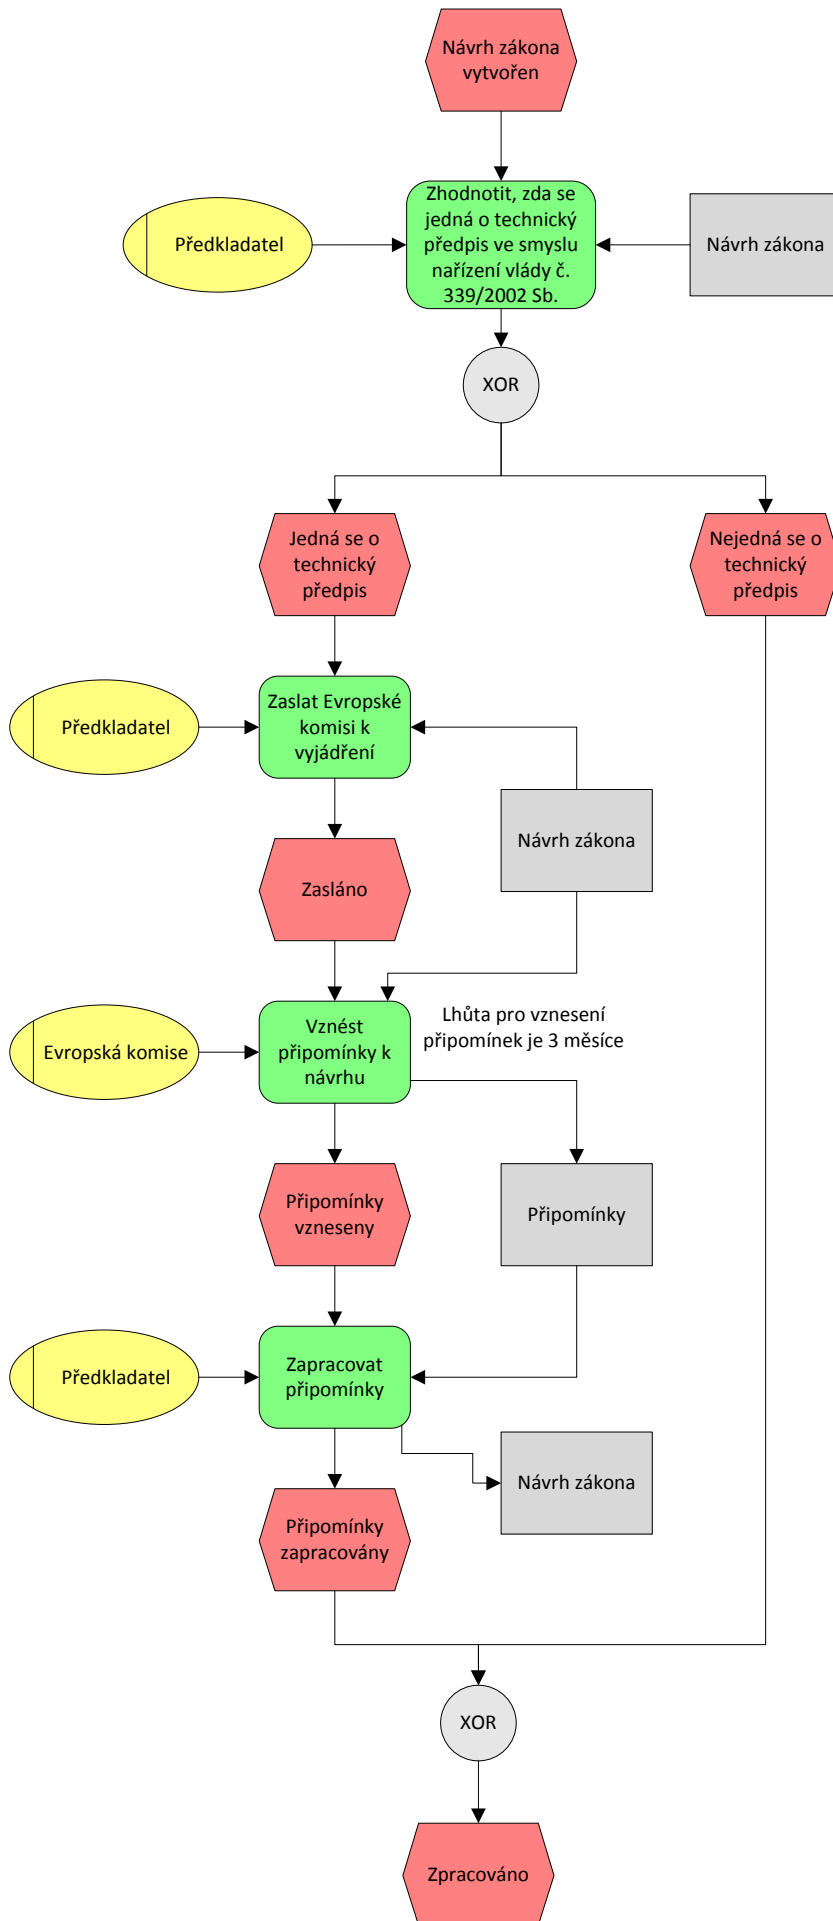 Návrh zákona
vytvořen
Předkladatel
Zhodnotit, zda se
jedná o technický
předpis ve smyslu
nařízení vlády č.
339/2002 Sb.
Návrh zákona
XOR
Jedná se o
technický
předpis
Nejedná se o
technický
předpis
Předkladatel
Zaslat Evropské
komisi k
vyjádření
Návrh zákona
Zasláno
Evropská komise
Vznést
připomínky k
návrhu
Lhůta pro vznesení
připomínek je 3 měsíce
Připomínky
vzneseny
Připomínky
Předkladatel
Zapracovat
připomínky
Návrh zákona
Připomínky
zapracovány
XOR
Zpracováno